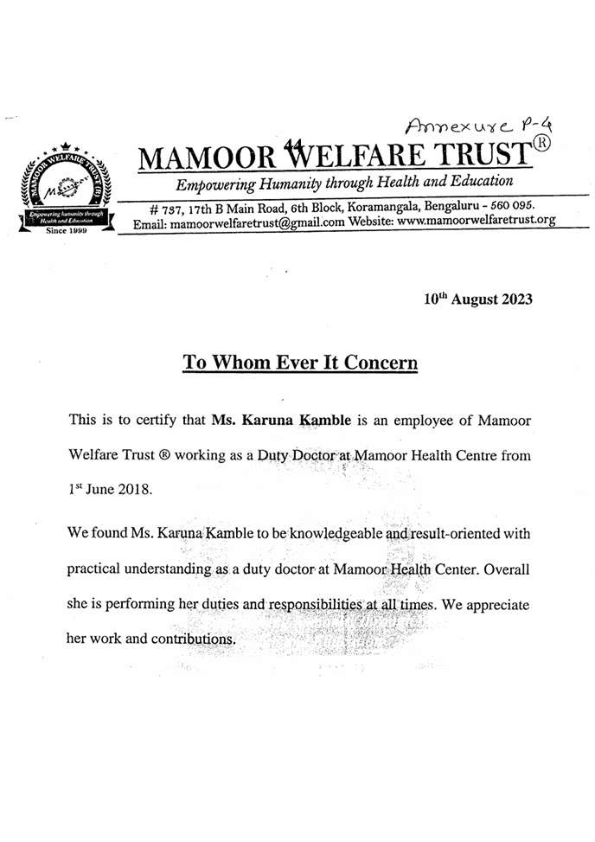 Annexure P-4
44
MAMOOR WELFARE TRUST®
Empowering Humanity through Health and Education
# 737, 17th B Main Road, 6th Block, Koramangala, Bengaluru - 560 095.
Email: mamoorwelfaretrust@gmail.com Website: www.mamoorwelfaretrust.org
MAMOOR WELFARE TRUST
Empowering humanity through
Health and Education
Since 1999
10th August 2023
To Whom Ever It Concern
This is to certify that Ms. Karuna Kamble is an employee of Mamoor
Welfare Trust ® working as a Duty Doctor at Mamoor Health Centre from
1st June 2018.
We found Ms. Karuna Kamble to be knowledgeable and result-oriented with
practical understanding as a duty doctor at Mamoor Health Center. Overall
she is performing her duties and responsibilities at all times. We appreciate
her work and contributions.